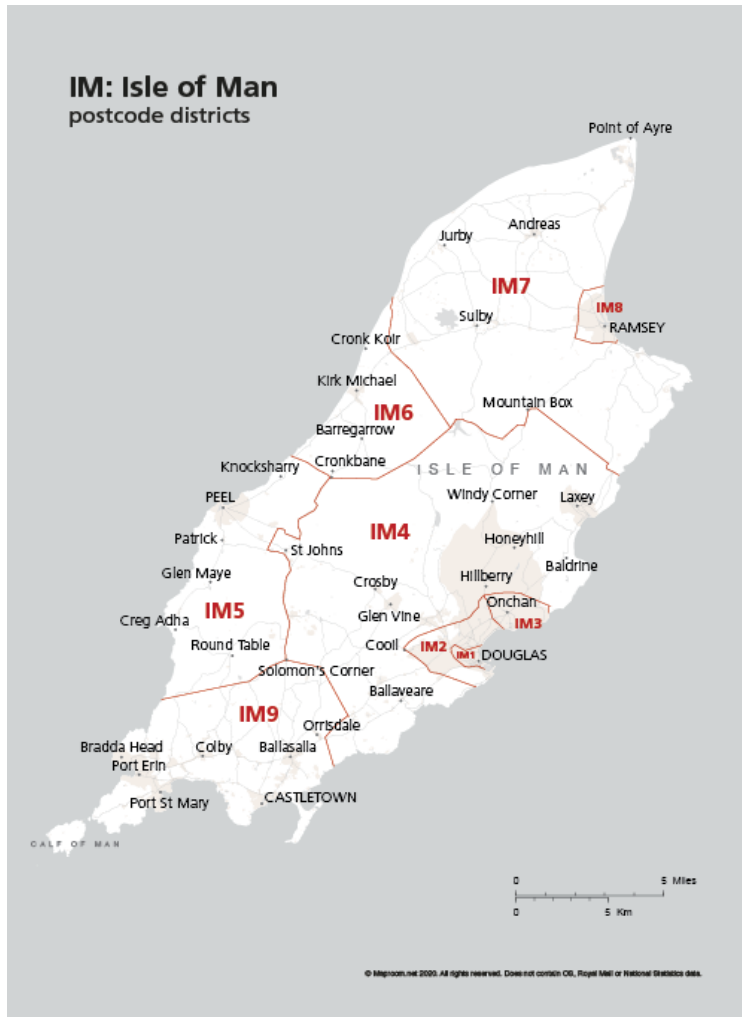 IM: Isle of Man
postcode districts
Point of Ayre
Andreas
Jurby
IM7
IM8
Sulby
RAMSEY
Cronk Koir
Kirk Michael
Mountain Box
IM6
Barregarrow
Cronkbane
Knocksharry
ISLE OF MAN
PEEL
Windy Corner
Laxey
IM4
Patrick
Honeyhill
St Johns
Baldrine
Glen Maye
Hillberry
Crosby
Onchan
IM5
Glen Vine
Creg Adha
IM3
Round Table
Cooil
IM2
IM1
DOUGLAS
Solomon's Corner
Ballaveare
IM9
Orrisdale
Bradda Head
Colby
Ballasalla
Port Erin
Port St Mary
CASTLETOWN
CALF OF MAN
0
5 Miles
0
5 Km
© Maproom.net 2020. All rights reserved. Does not contain OS, Royal Mail or National Statistics data.